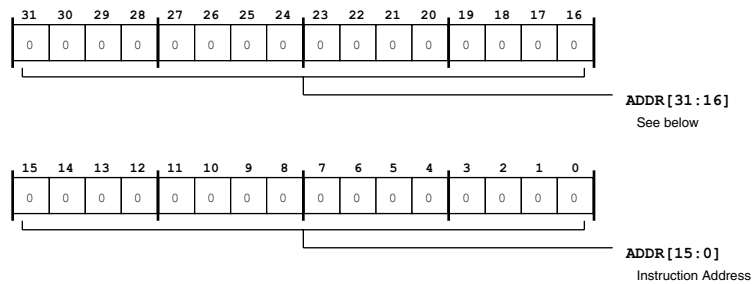 31 30 29 28 27 26 25 24 23 22 21 20 19 18 17 16
0 0 0 0 0 0 0 0 0 0 0 0 0 0 0 0
ADDR[31:16]
See below
15 14 13 12 11 10 9 8 7 6 5 4 3 2 1 0
0 0 0 0 0 0 0 0 0 0 0 0 0 0 0 0
ADDR[15:0]
Instruction Address